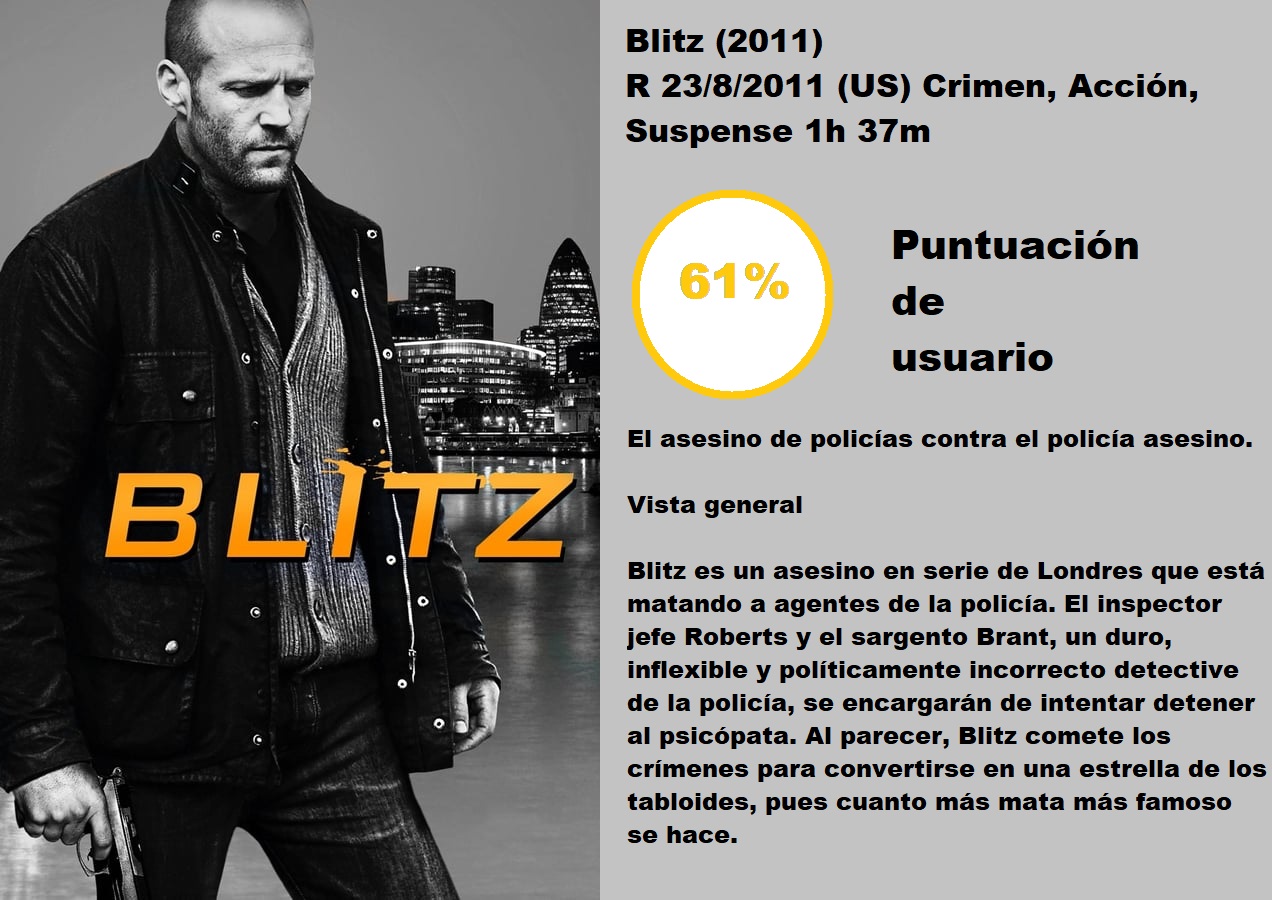 Blitz (2011)
R 23/8/2011 (US) Crimen, Acción,
Suspense 1h 37m
61%
Puntuación
de
usuario
El asesino de policías contra el policía asesino.
Vista general
Blitz es un asesino en serie de Londres que está
matando a agentes de la policía. El inspector
jefe Roberts y el sargento Brant, un duro,
inflexible y políticamente incorrecto detective
de la policía, se encargarán de intentar detener
al psicópata. Al parecer, Blitz comete los
crímenes para convertirse en una estrella de los
tabloides, pues cuanto más mata más famoso
se hace.
BLITZ